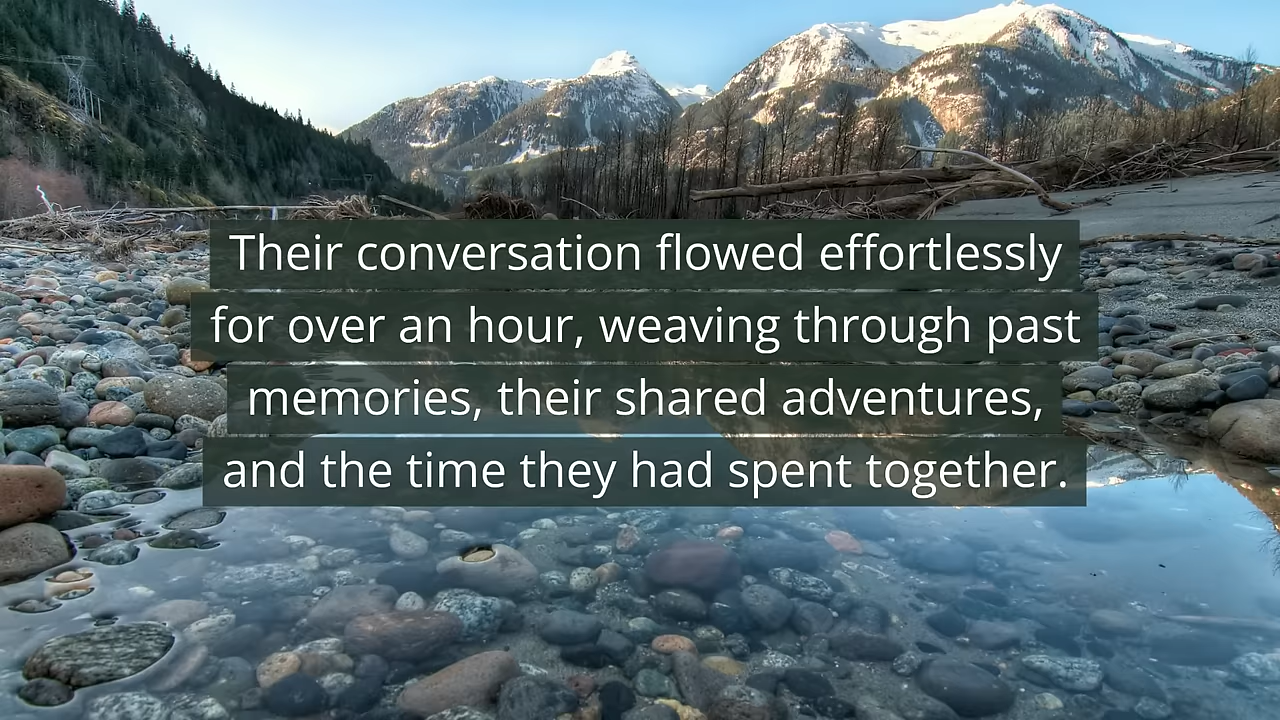 Their conversation flowed effortlessly
for over an hour, weaving through past
memories, their shared adventures,
and the time they had spent together.